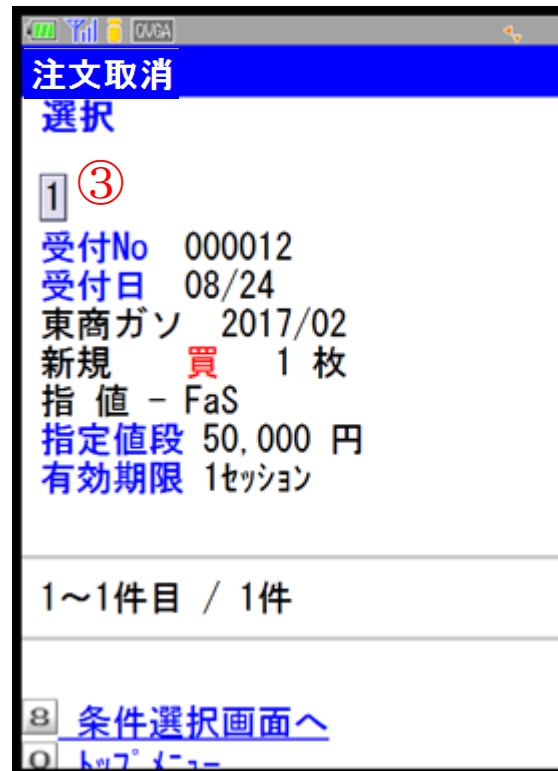 QVGA
注文取消
選択
1 ③
受付No 000012
受付日 08/24
東商ガソ 2017/02
新規 買 1 枚
指 値 − FaS
指定値段 50,000 円
有効期限 1ｾｯｼｮﾝ
1～1件目 / 1件
8 条件選択画面へ
0 ﾄｯﾌﾟﾒﾆｭｰ